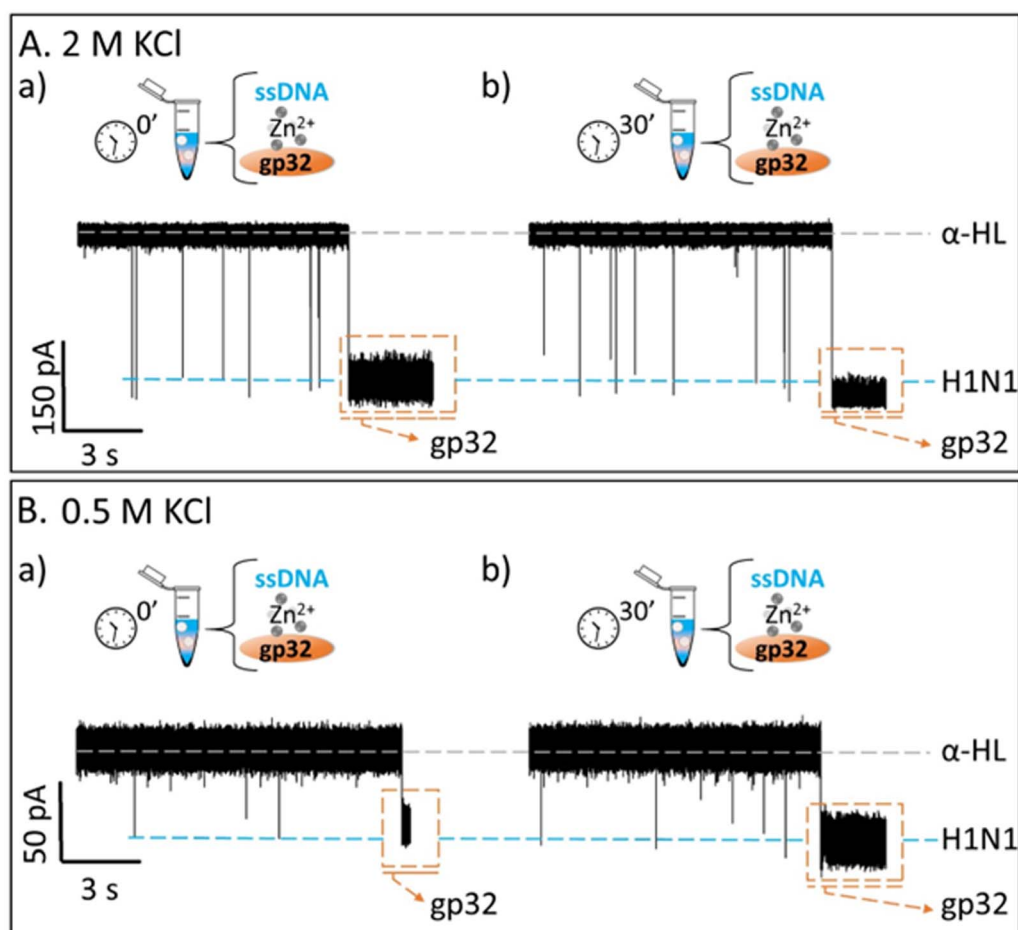 A. 2 M KCl
a)
b)
0'
ssDNA
Zn²⁺
gp32
30'
ssDNA
Zn²⁺
gp32
α-HL
H1N1
150 pA
3 s
gp32
gp32
B. 0.5 M KCl
a)
b)
0'
ssDNA
Zn²⁺
gp32
30'
ssDNA
Zn²⁺
gp32
α-HL
H1N1
50 pA
3 s
gp32
gp32